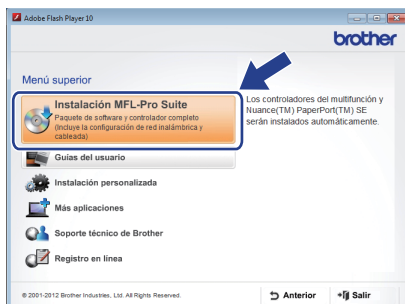 Adobe Flash Player 10
brother
Menú superior
Instalación MFL-Pro Suite
Paquete de software y controlador completo
(Incluye la configuración de red inalámbrica y
cableada)
Los controladores del multifunción y
Nuance(TM) PaperPort(TM) SE
serán instalados automáticamente.
Guías del usuario
Instalación personalizada
Más aplicaciones
Soporte técnico de Brother
Registro en línea
© 2001-2012 Brother Industries, Ltd. All Rights Reserved.
Anterior
Salir